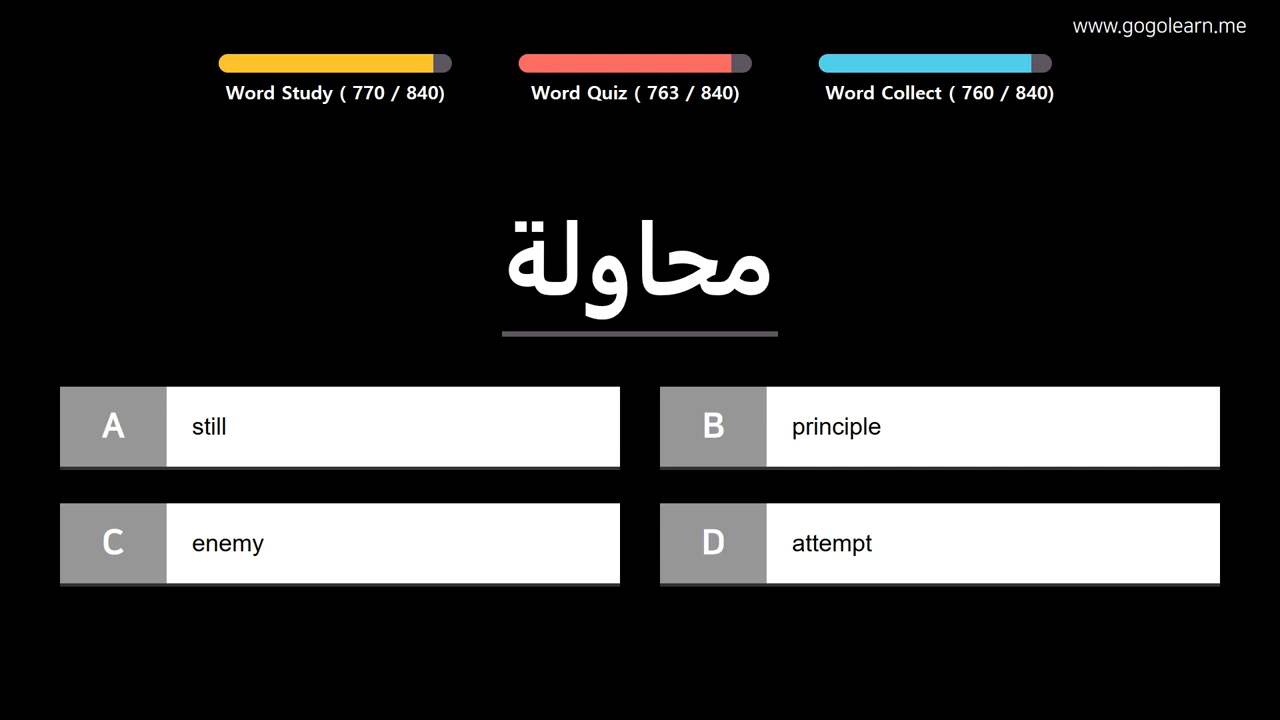 www.gogolearn.me
Word Study ( 770 / 840)
Word Quiz ( 763 / 840)
Word Collect ( 760 / 840)
محاولة
A still
B principle
C enemy
D attempt